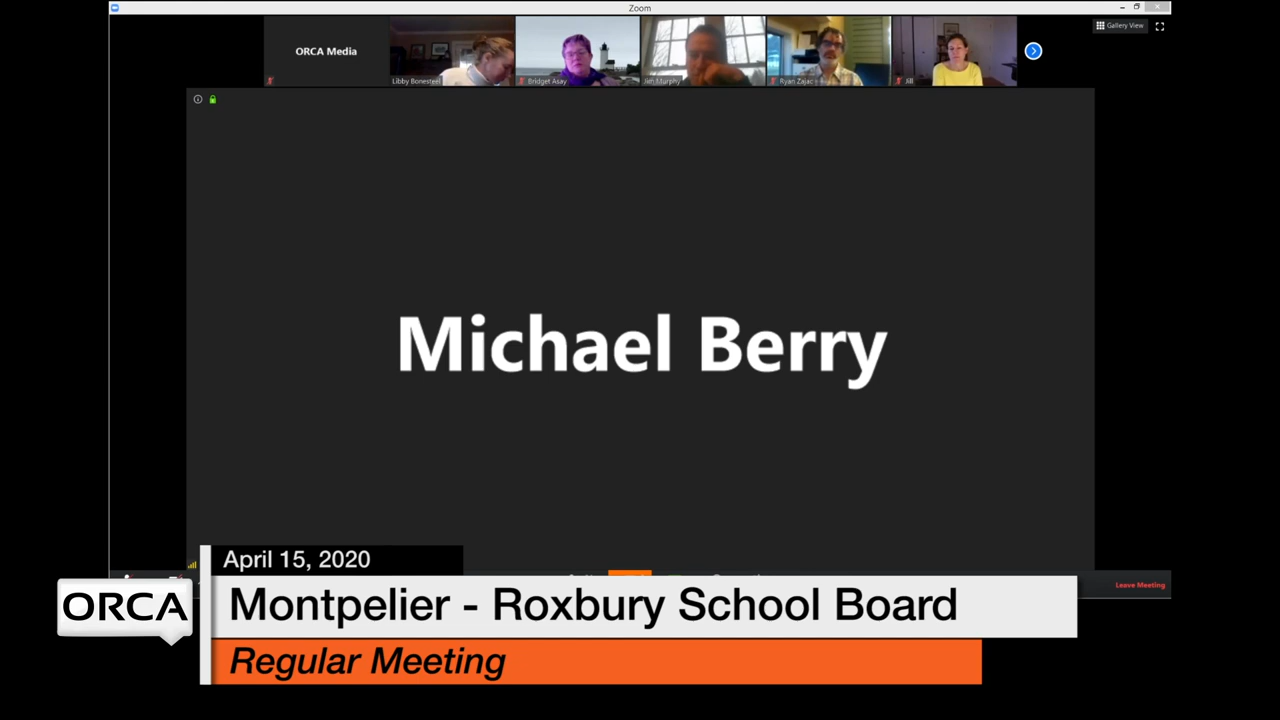 Zoom
ORCA Media
Libby Bonesteel
Bridget Asay
Jim Murphy
Ryan Zajac
Jill
Gallery View
Michael Berry
April 15, 2020
ORCA
Montpelier - Roxbury School Board
Regular Meeting
Leave Meeting